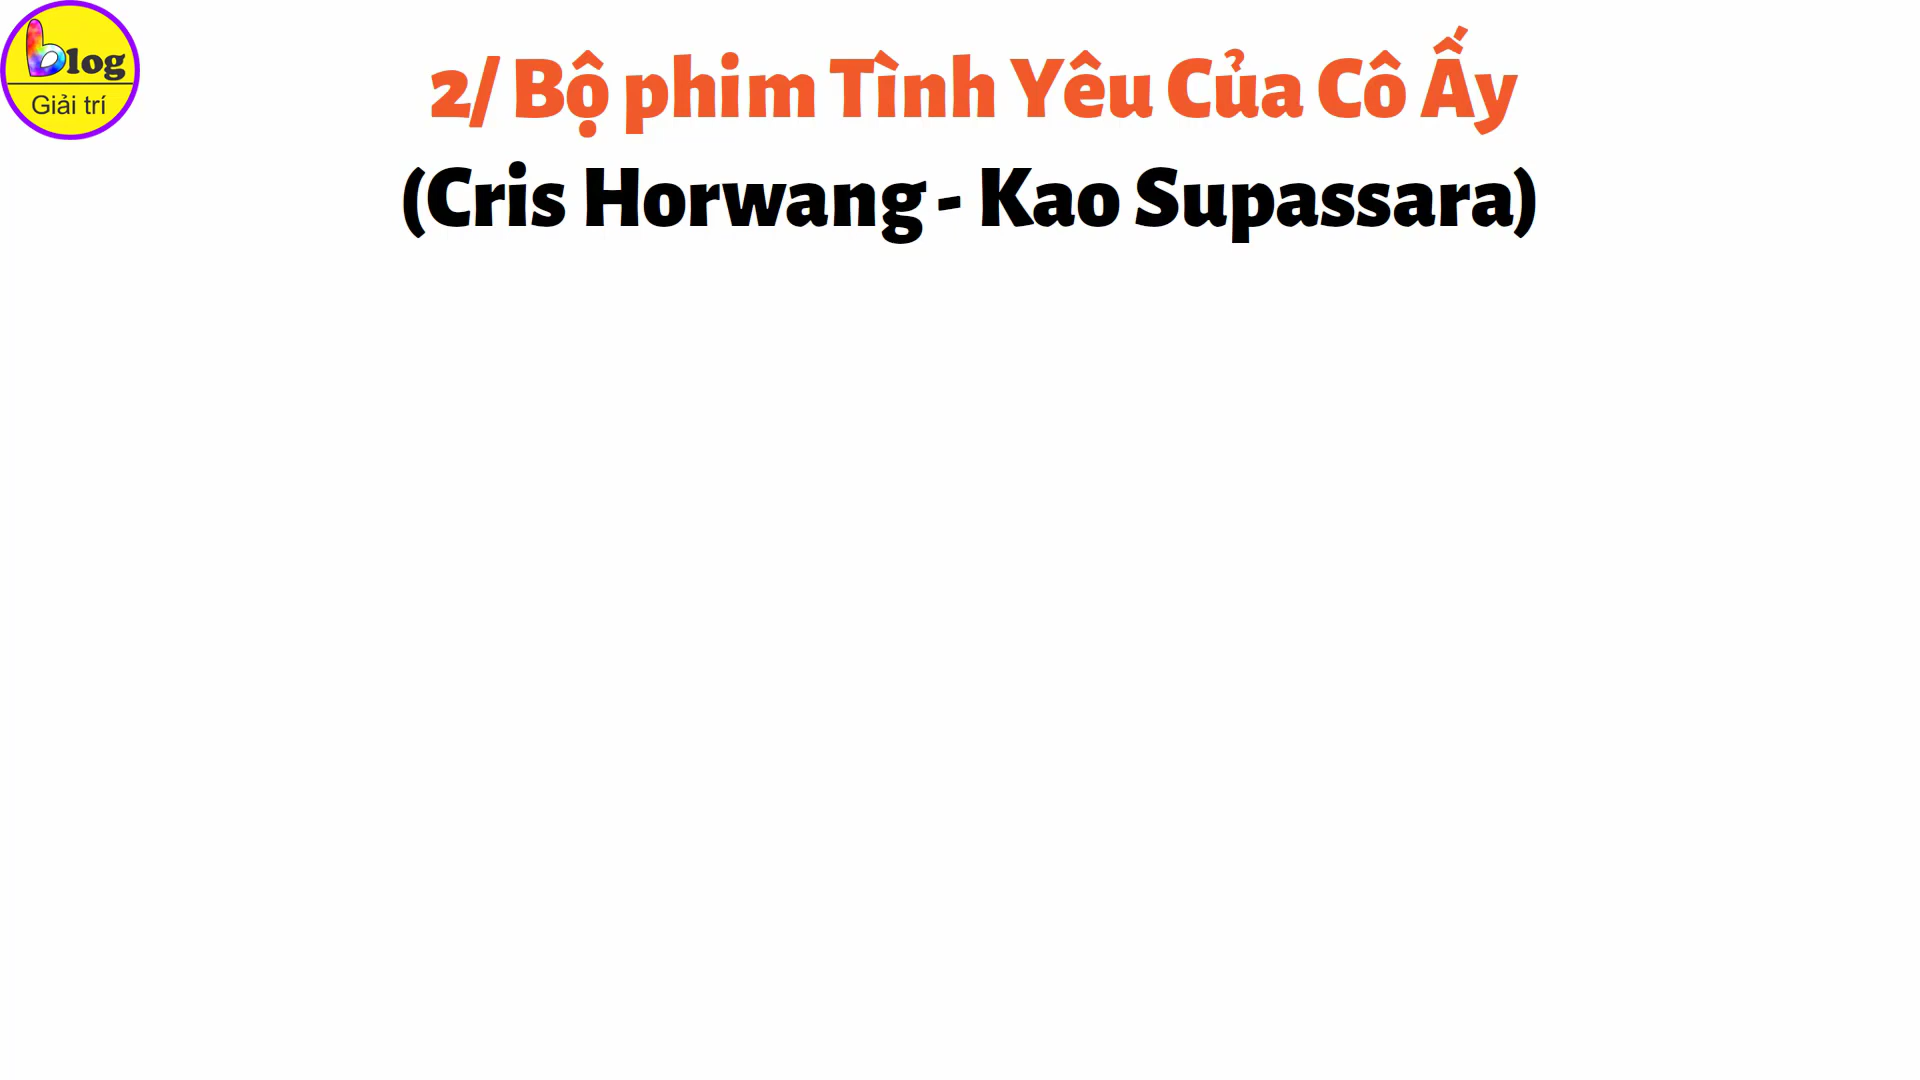 blog
Giải trí
2/ Bộ phim Tình Yêu Của Cô Ấy
(Cris Horwang - Kao Supassara)